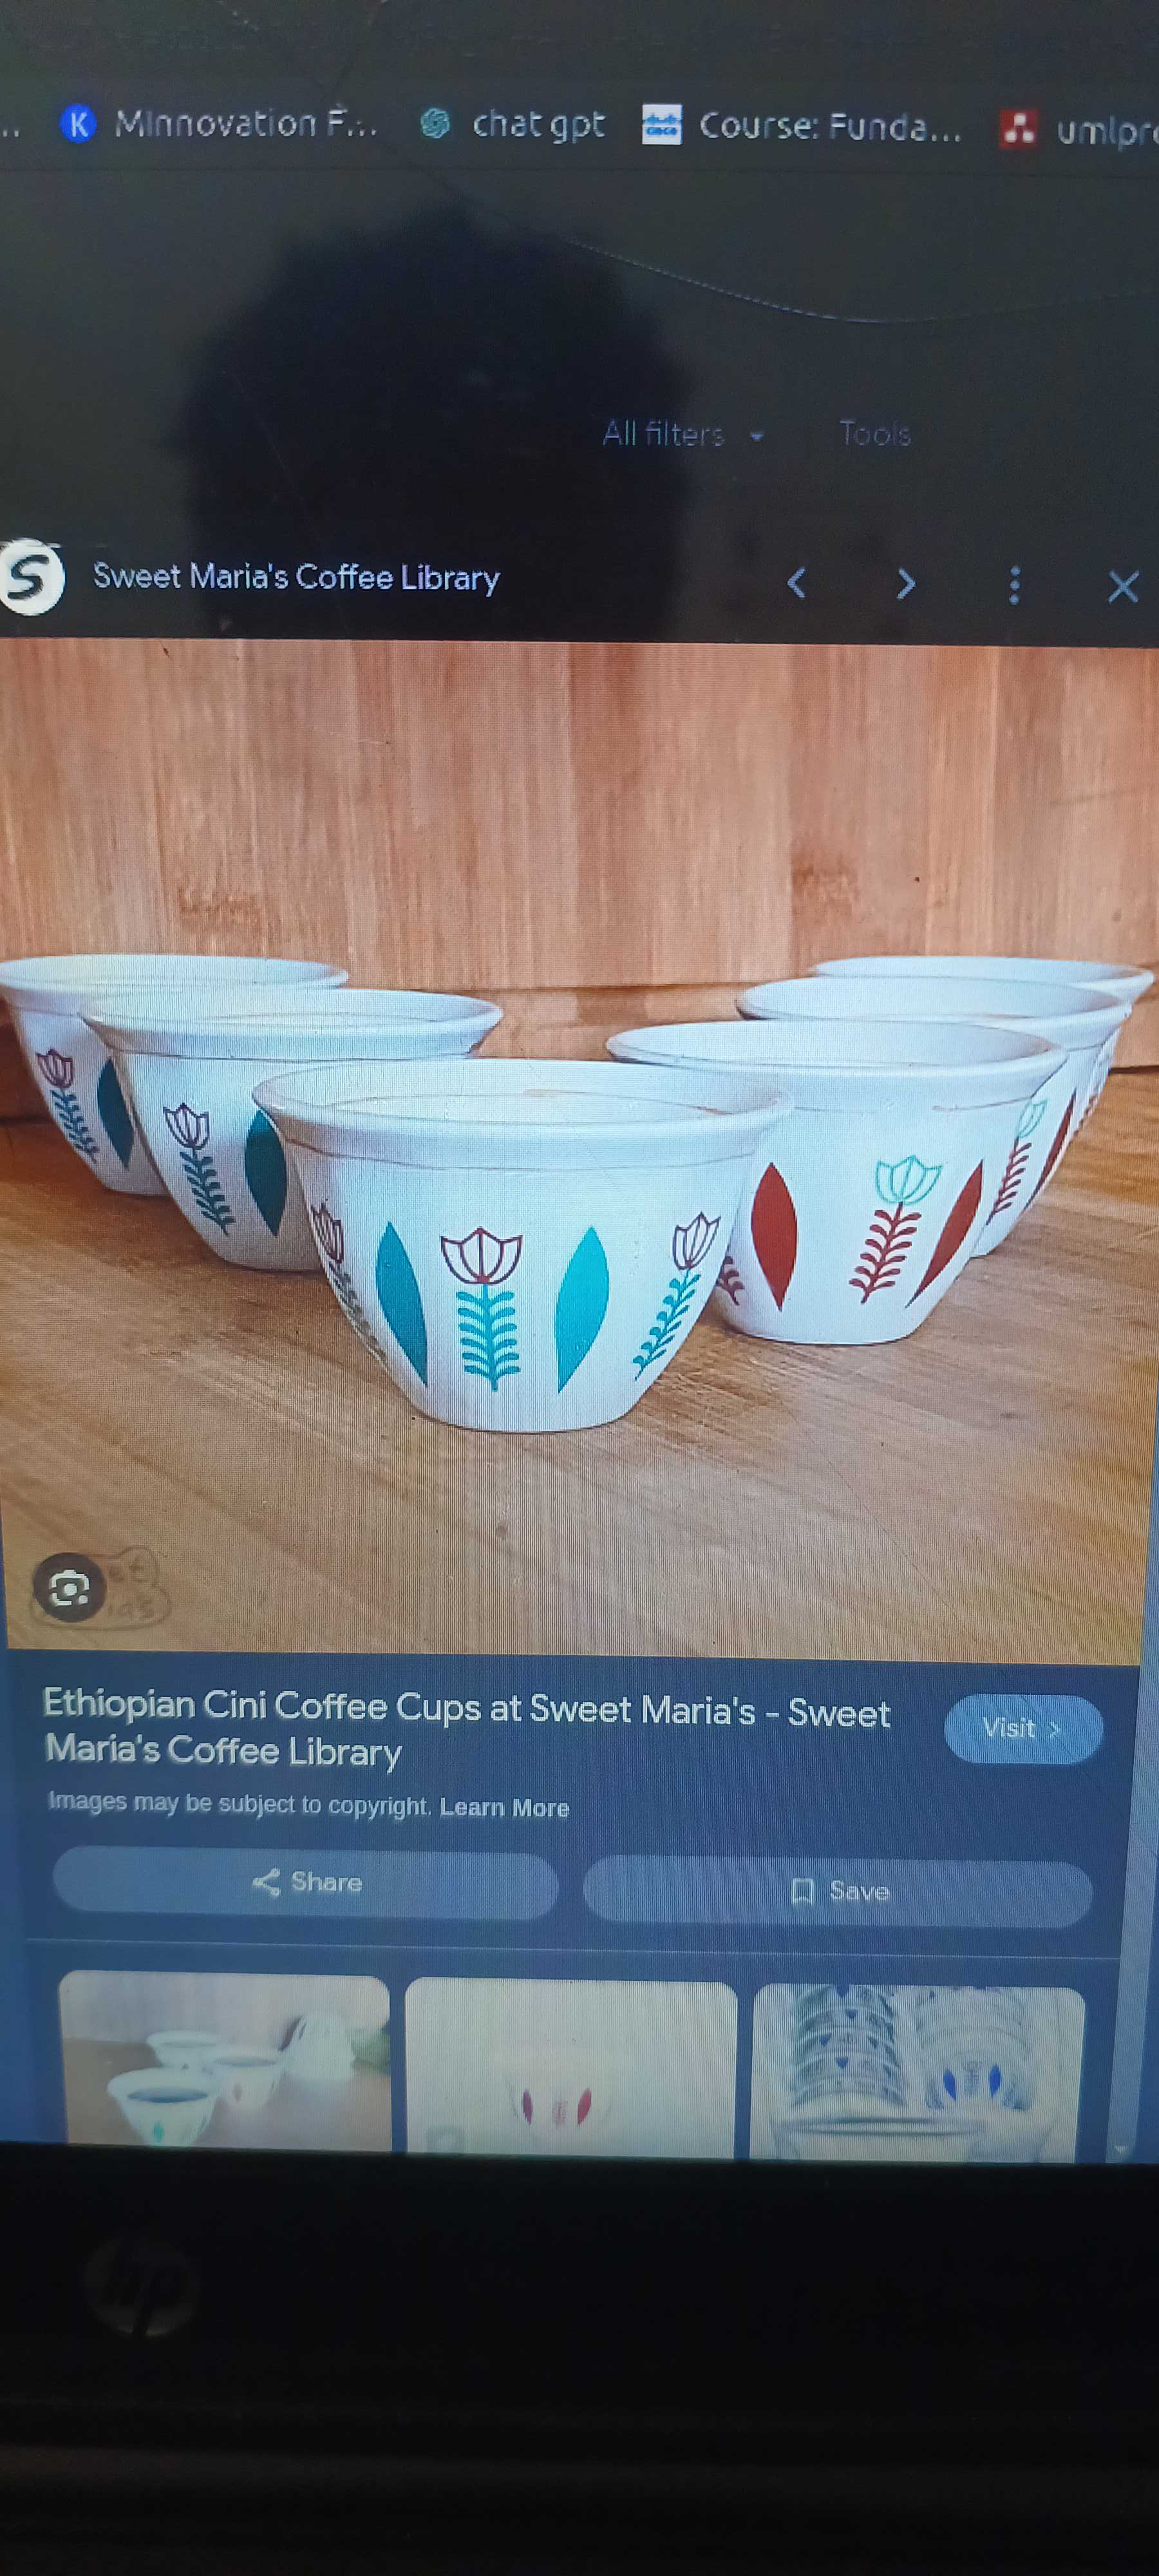 .. K MInnovation F... chat gpt Course: Funda...
All filters Tools
S Sweet Maria's Coffee Library
Ethiopian Cini Coffee Cups at Sweet Maria's - Sweet
Maria's Coffee Library
Visit >
Images may be subject to copyright. Learn More
Share Save
hp